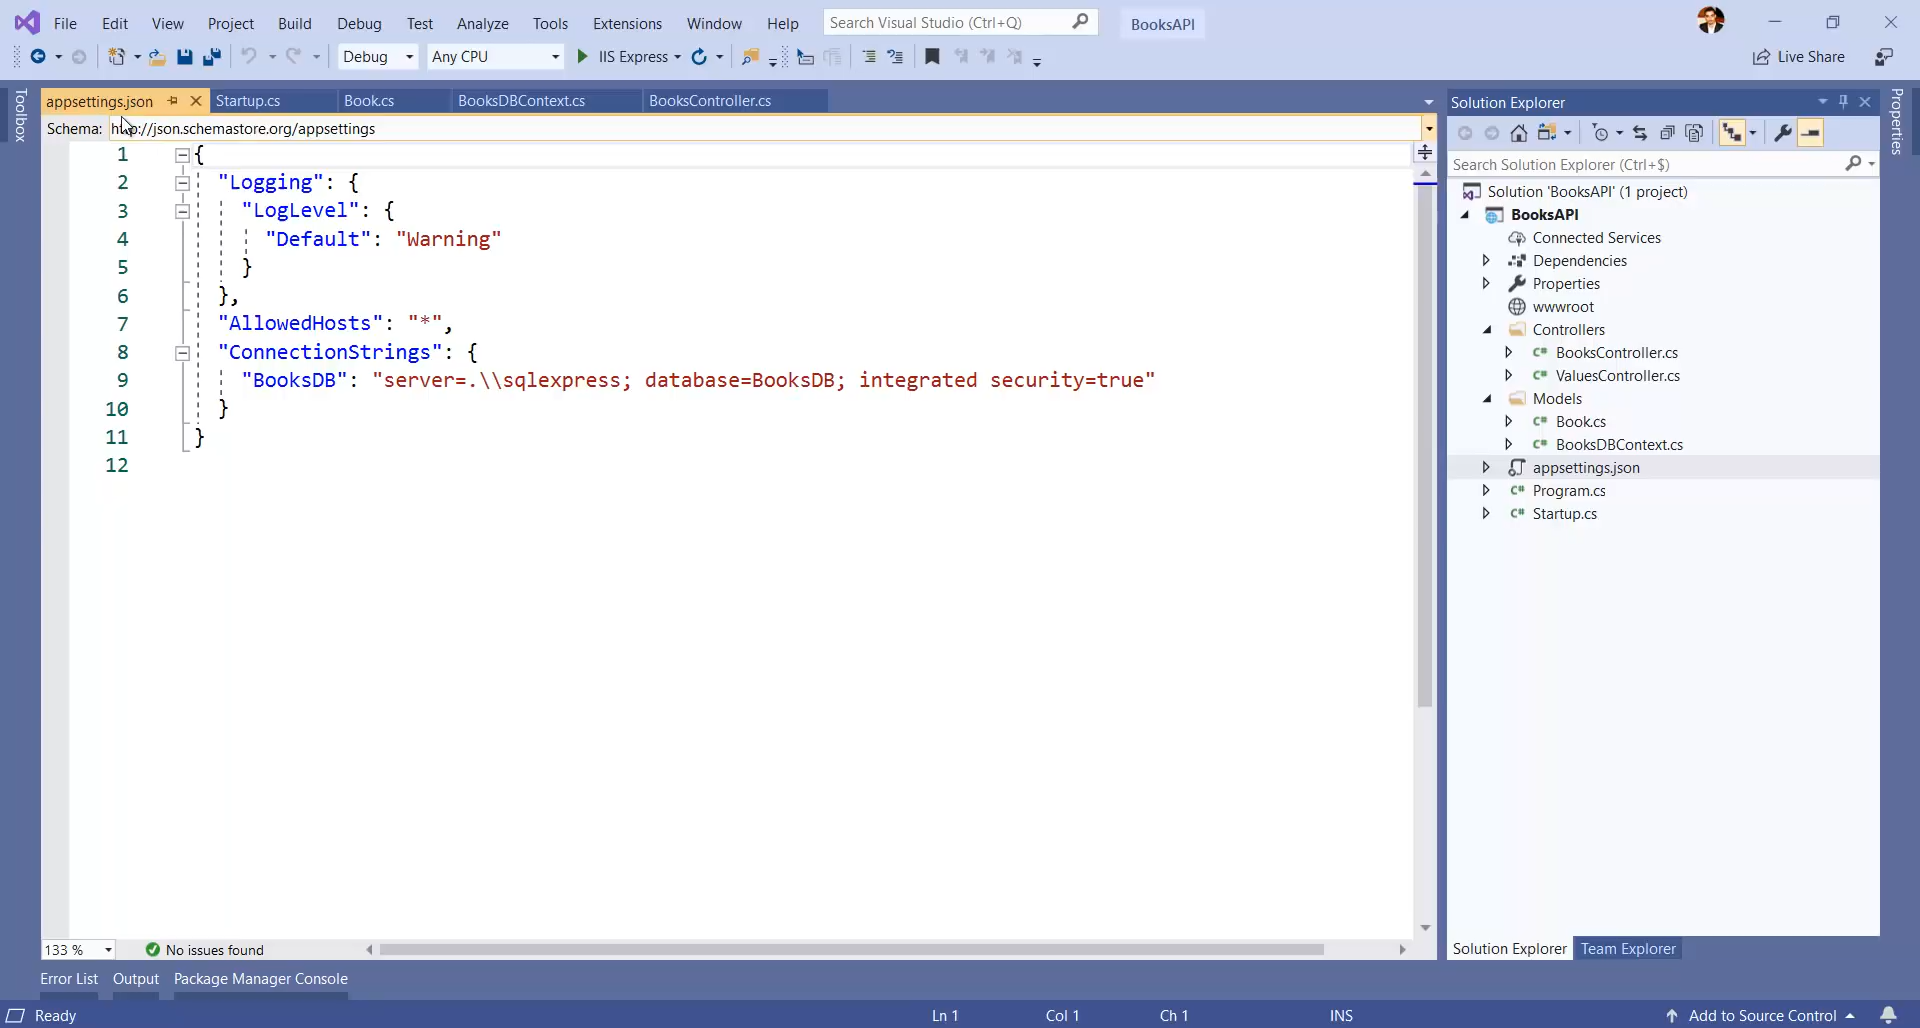 File Edit View Project Build Debug Test Analyze Tools Extensions Window Help Search Visual Studio (Ctrl+Q) BooksAPI
Debug Any CPU IIS Express Live Share
Toolbox
appsettings.json Startup.cs Book.cs BooksDBContext.cs BooksController.cs
Schema: http://json.schemastore.org/appsettings
1 {
2 "Logging": {
3 "LogLevel": {
4 "Default": "Warning"
5 }
6 },
7 "AllowedHosts": "*",
8 "ConnectionStrings": {
9 "BooksDB": "server=.\\sqlexpress; database=BooksDB; integrated security=true"
10 }
11 }
12
133 % No issues found
Solution Explorer
Search Solution Explorer (Ctrl+$)
Solution 'BooksAPI' (1 project)
BooksAPI
Connected Services
Dependencies
Properties
wwwroot
Controllers
C# BooksController.cs
C# ValuesController.cs
Models
C# Book.cs
C# BooksDBContext.cs
appsettings.json
C# Program.cs
C# Startup.cs
Solution Explorer Team Explorer
Properties
Error List Output Package Manager Console
Ready Ln 1 Col 1 Ch 1 INS Add to Source Control